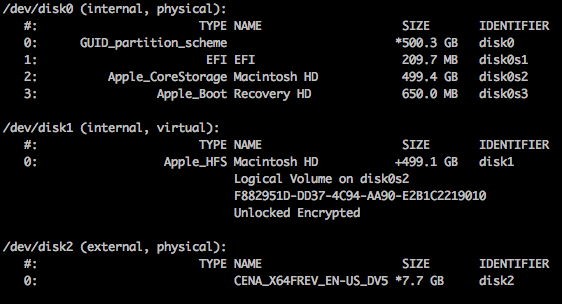 /dev/disk0 (internal, physical):
#: TYPE NAME SIZE IDENTIFIER
0: GUID_partition_scheme *500.3 GB disk0
1: EFI EFI 209.7 MB disk0s1
2: Apple_CoreStorage Macintosh HD 499.4 GB disk0s2
3: Apple_Boot Recovery HD 650.0 MB disk0s3
/dev/disk1 (internal, virtual):
#: TYPE NAME SIZE IDENTIFIER
0: Apple_HFS Macintosh HD +499.1 GB disk1
Logical Volume on disk0s2
F882951D-DD37-4C94-AA90-E2B1C2219010
Unlocked Encrypted
/dev/disk2 (external, physical):
#: TYPE NAME SIZE IDENTIFIER
0: CENA_X64FREV_EN-US_DV5 *7.7 GB disk2